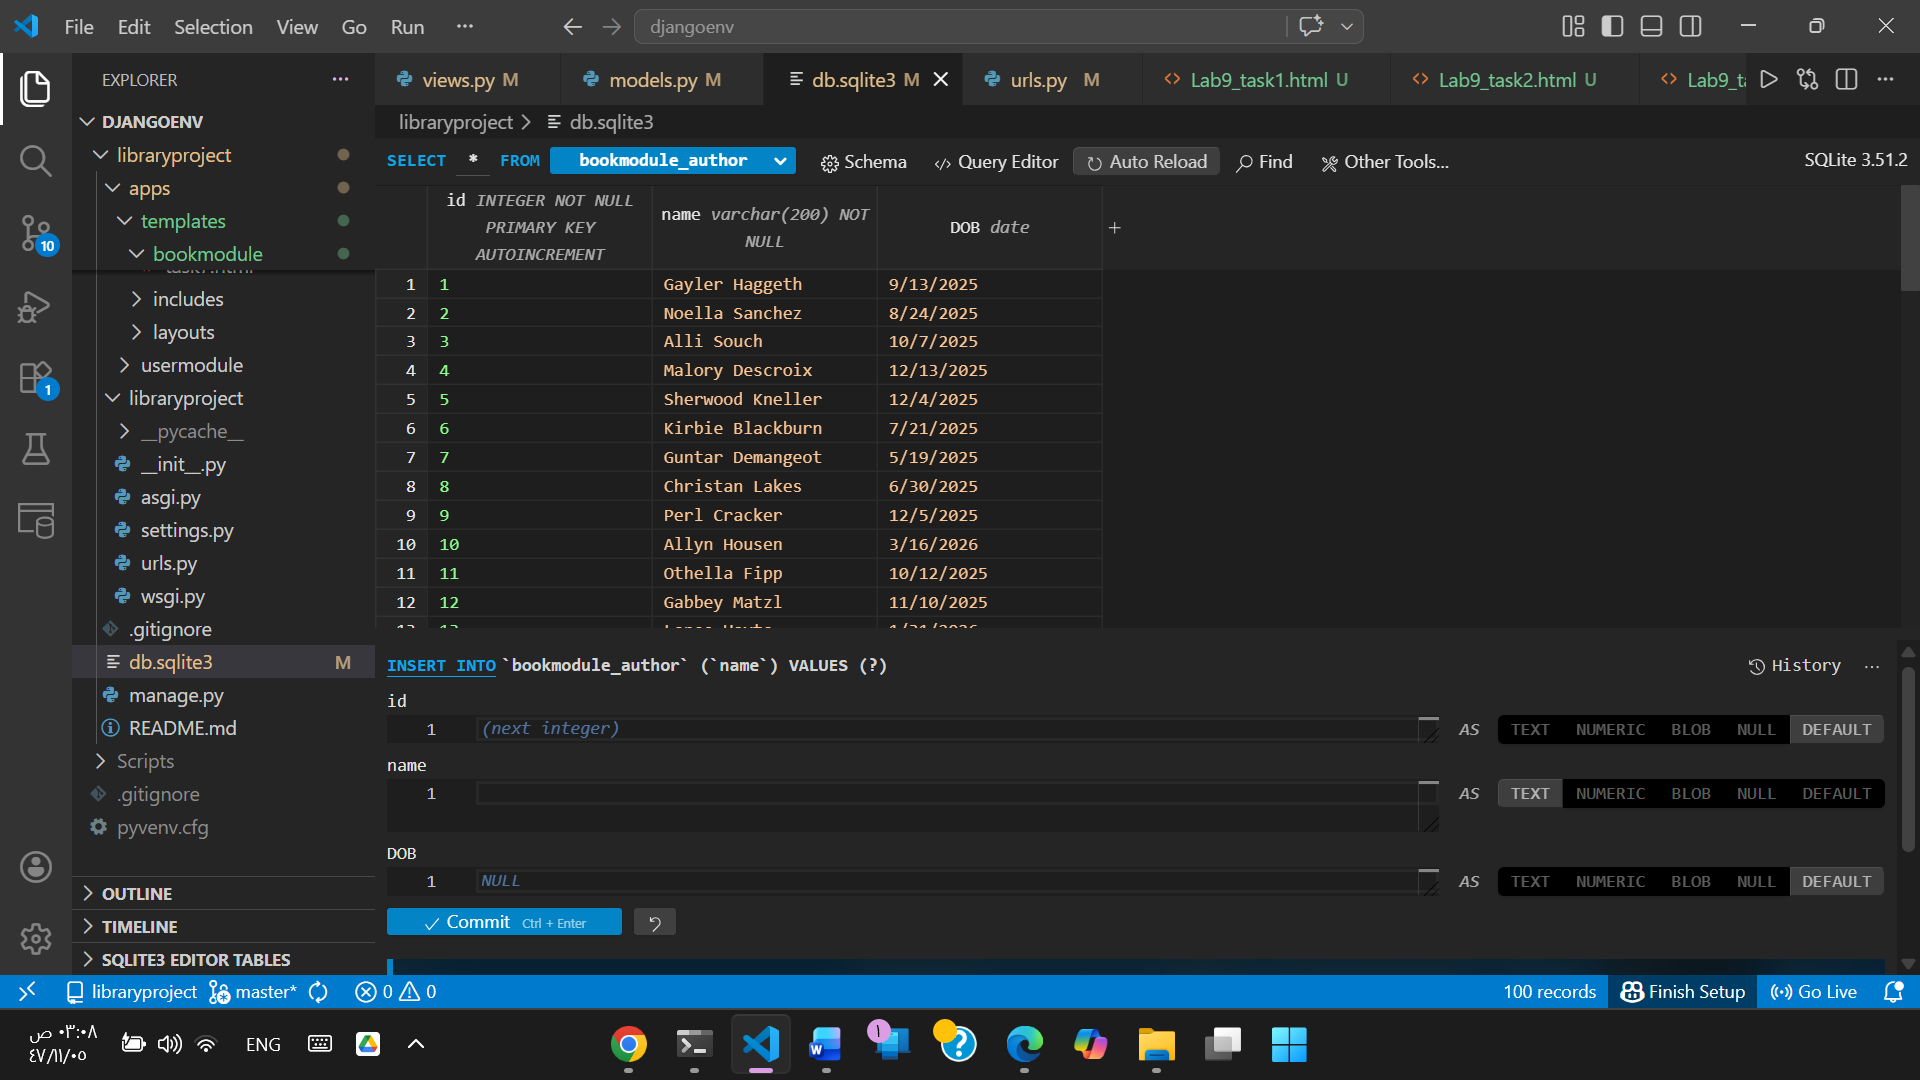 File Edit Selection View Go Run ···
djangoenv
EXPLORER ···
DJANGOENV
libraryproject
apps
templates
bookmodule
includes
layouts
usermodule
libraryproject
__pycache__
__init__.py
asgi.py
settings.py
urls.py
wsgi.py
.gitignore
db.sqlite3 M
manage.py
README.md
Scripts
.gitignore
pyvenv.cfg
OUTLINE
TIMELINE
SQLITE3 EDITOR TABLES
10
1
views.py M models.py M db.sqlite3 M urls.py M Lab9_task1.html U Lab9_task2.html U Lab9_ta
libraryproject > db.sqlite3
SELECT * FROM bookmodule_author Schema Query Editor Auto Reload Find Other Tools... SQLite 3.51.2
id INTEGER NOT NULL PRIMARY KEY AUTOINCREMENT name varchar(200) NOT NULL DOB date +
1 1 Gayler Haggeth 9/13/2025
2 2 Noella Sanchez 8/24/2025
3 3 Alli Souch 10/7/2025
4 4 Malory Descroix 12/13/2025
5 5 Sherwood Kneller 12/4/2025
6 6 Kirbie Blackburn 7/21/2025
7 7 Guntar Demangeot 5/19/2025
8 8 Christan Lakes 6/30/2025
9 9 Perl Cracker 12/5/2025
10 10 Allyn Housen 3/16/2026
11 11 Othella Fipp 10/12/2025
12 12 Gabbey Matzl 11/10/2025
INSERT INTO `bookmodule_author` (`name`) VALUES (?) History ···
id
1 (next integer) AS TEXT NUMERIC BLOB NULL DEFAULT
name
1 AS TEXT NUMERIC BLOB NULL DEFAULT
DOB
1 NULL AS TEXT NUMERIC BLOB NULL DEFAULT
Commit Ctrl + Enter
libraryproject master* 0 0 100 records Finish Setup Go Live
٠٣:٠٨ ص
٤٧/١١/٠٥
ENG
١